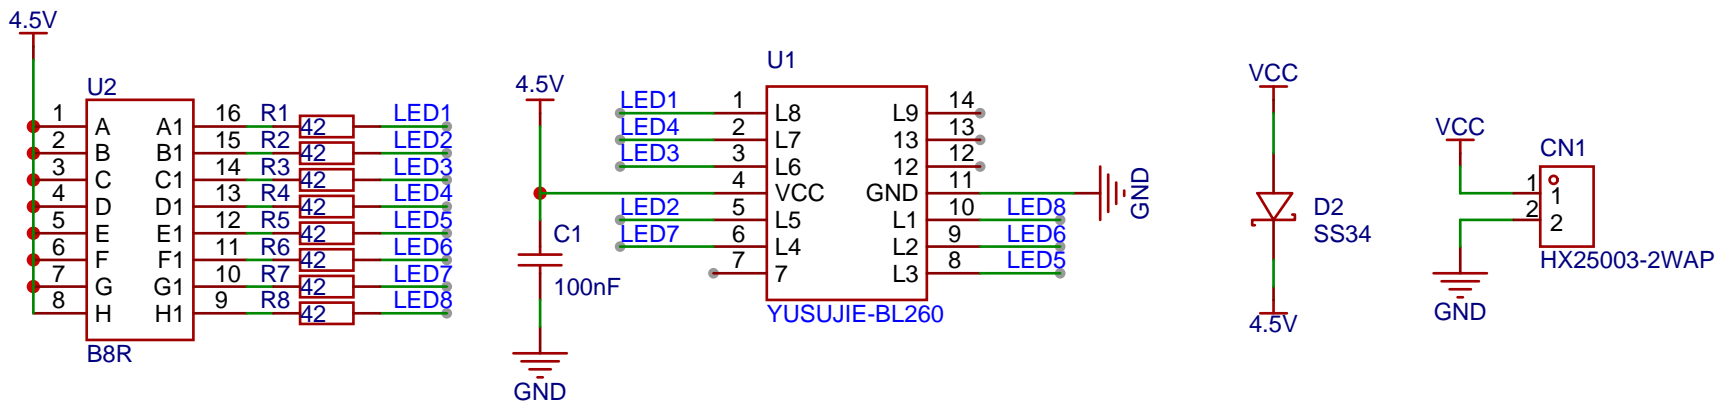 4.5V
U2
1 A A1 16 R1 42 LED1
2 B B1 15 R2 42 LED2
3 C C1 14 R3 42 LED3
4 D D1 13 R4 42 LED4
5 E E1 12 R5 42 LED5
6 F F1 11 R6 42 LED6
7 G G1 10 R7 42 LED7
8 H H1 9 R8 42 LED8
B8R
4.5V
C1
100nF
GND
U1
LED1 1 L8 L9 14
LED4 2 L7 13 13
LED3 3 L6 12 12
4 VCC GND 11 GND
LED2 5 L5 L1 10 LED8
LED7 6 L4 L2 9 LED6
7 7 L3 8 LED5
YUSUJIE-BL260
VCC
D2
SS34
4.5V
VCC
CN1
1 1
2 2
HX25003-2WAP
GND